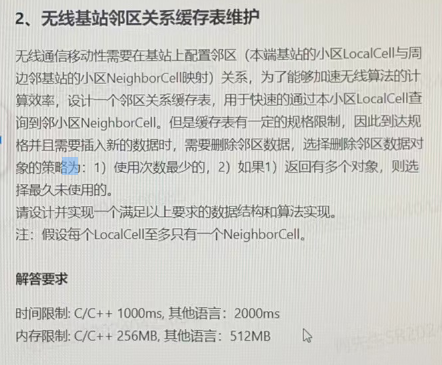 2、无线基站邻区关系缓存表维护
无线通信移动性需要在基站上配置邻区（本端基站的小区LocalCell与周
边邻基站的小区NeighborCell映射）关系，为了能够加速无线算法的计
算效率，设计一个邻区关系缓存表，用于快速的通过本小区LocalCell查
询到邻小区NeighborCell。但是缓存表有一定的规格限制，因此到达规
格并且需要插入新的数据时，需要删除邻区数据，选择删除邻区数据对
象的策略为：1）使用次数最少的，2）如果1）返回有多个对象，则选
择最久未使用的。
请设计并实现一个满足以上要求的数据结构和算法实现。
注：假设每个LocalCell至多只有一个NeighborCell。
解答要求
时间限制: C/C++ 1000ms, 其他语言：2000ms
内存限制: C/C++ 256MB, 其他语言：512MB